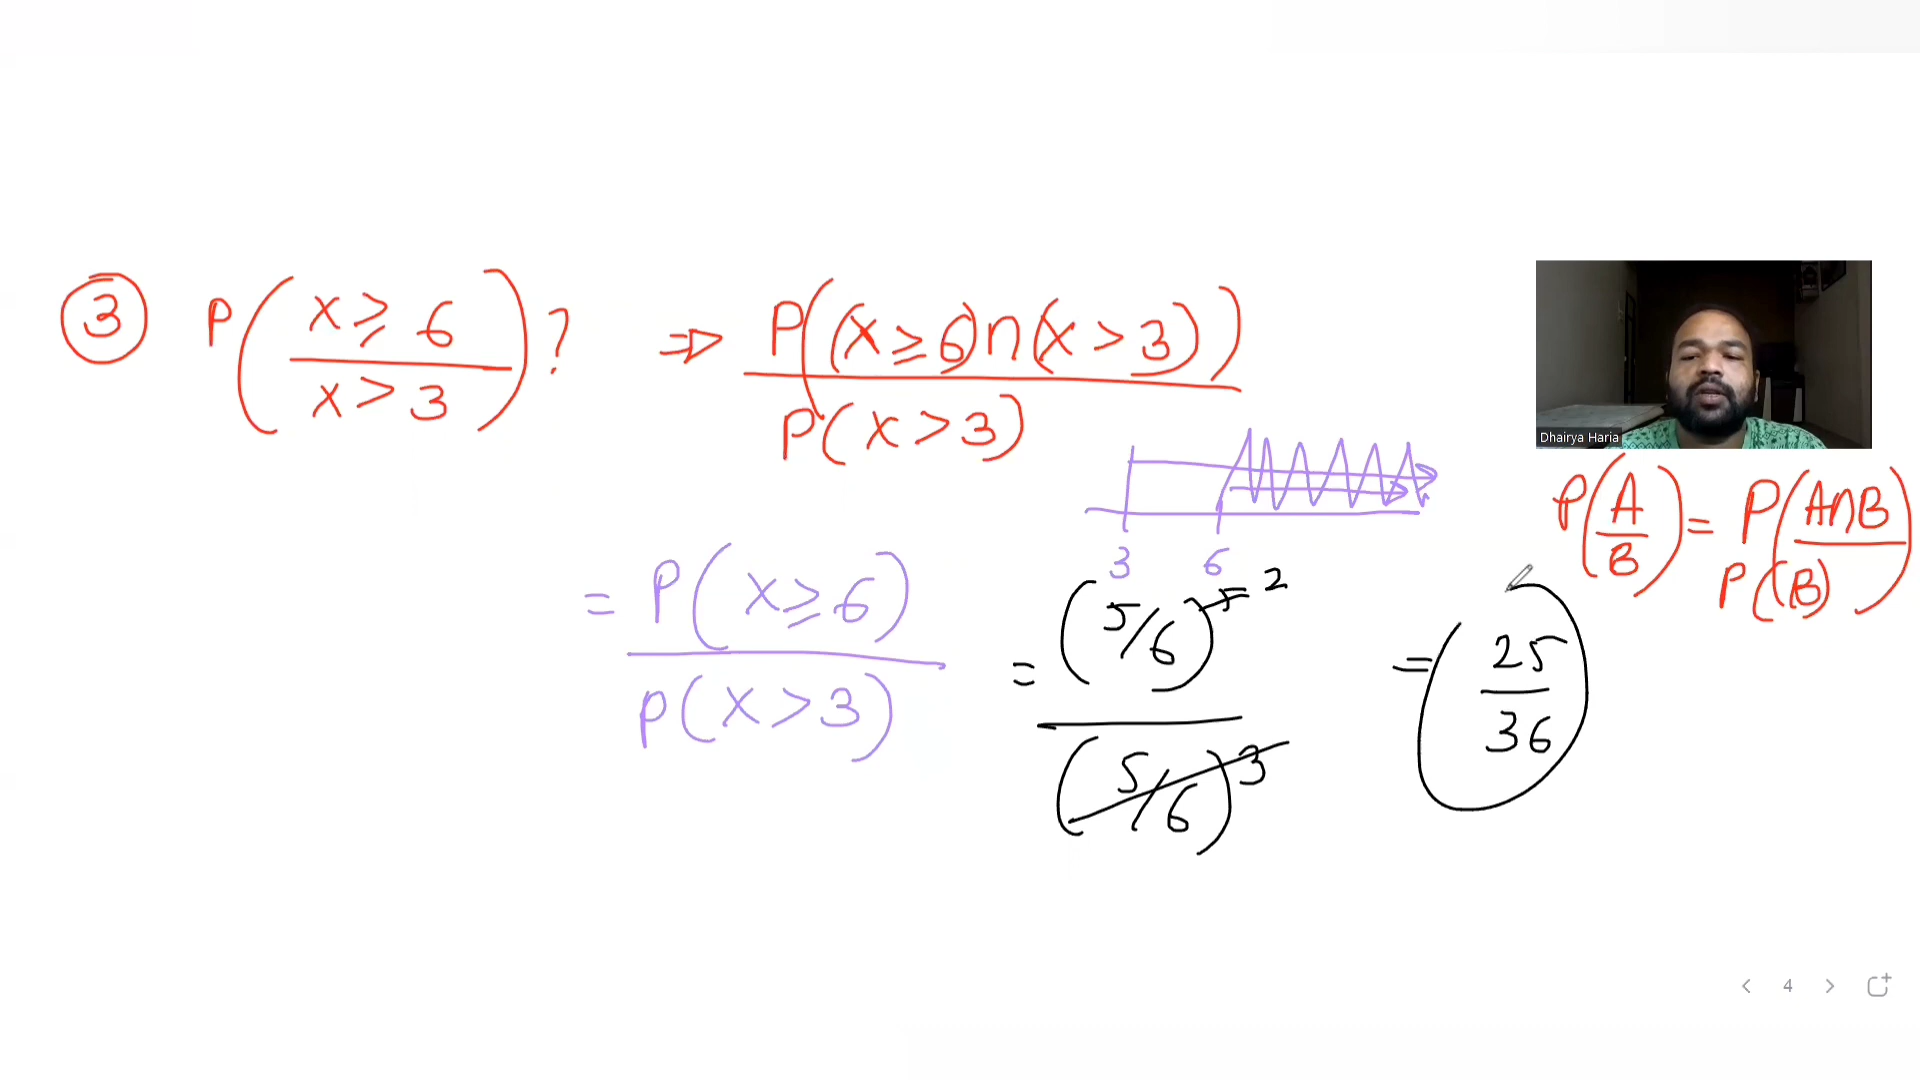 ③ P(x ≥ 6 / x > 3)? ⇒ P((x ≥ 6) ∩ (x > 3)) / P(x > 3)
Dhairya Haria
P(A/B) = P(A∩B) / P(B)
3 6
= P(x ≥ 6) / P(x > 3) = (5/6)^5 2 / (5/6)^3 = 25/36
4